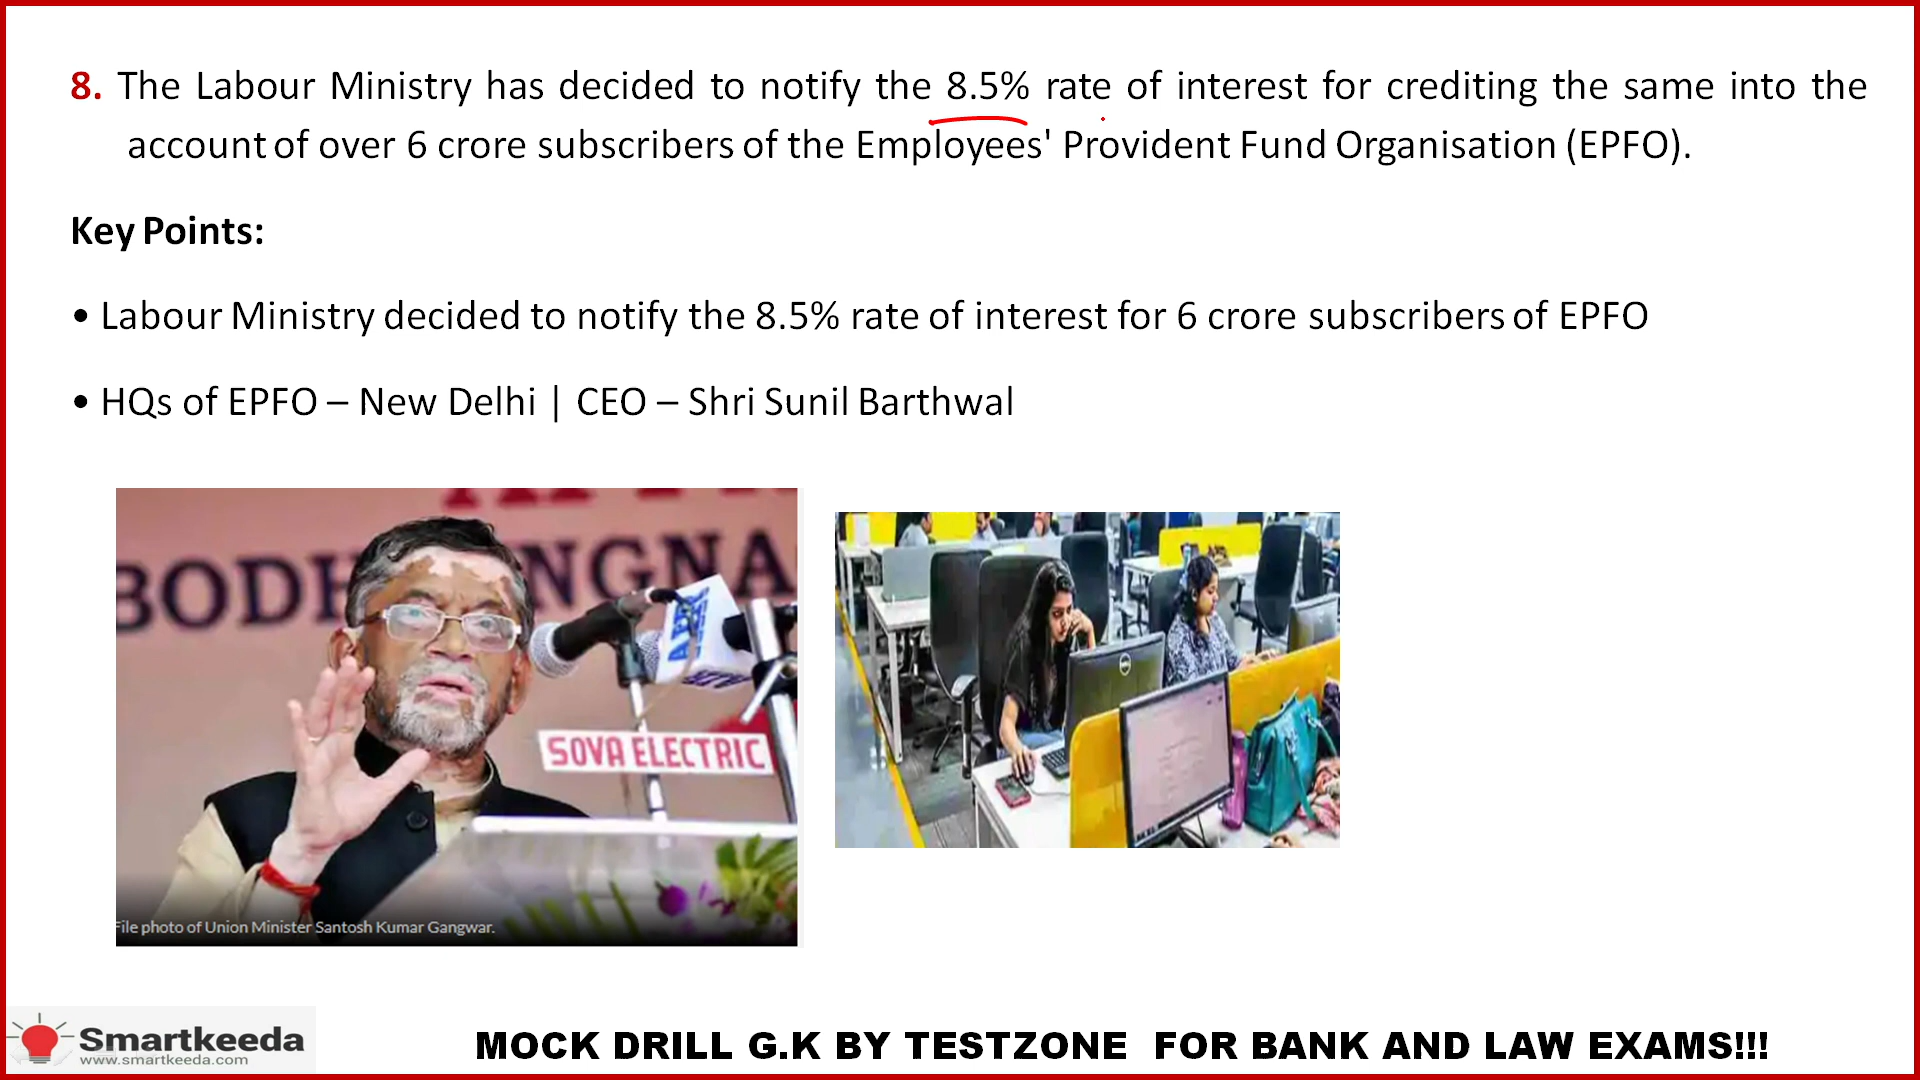 8. The Labour Ministry has decided to notify the 8.5% rate of interest for crediting the same into the
account of over 6 crore subscribers of the Employees' Provident Fund Organisation (EPFO).
Key Points:
• Labour Ministry decided to notify the 8.5% rate of interest for 6 crore subscribers of EPFO
• HQs of EPFO – New Delhi | CEO – Shri Sunil Barthwal
SOVA ELECTRIC
File photo of Union Minister Santosh Kumar Gangwar.
Smartkeeda
www.smartkeeda.com
MOCK DRILL G.K BY TESTZONE FOR BANK AND LAW EXAMS!!!